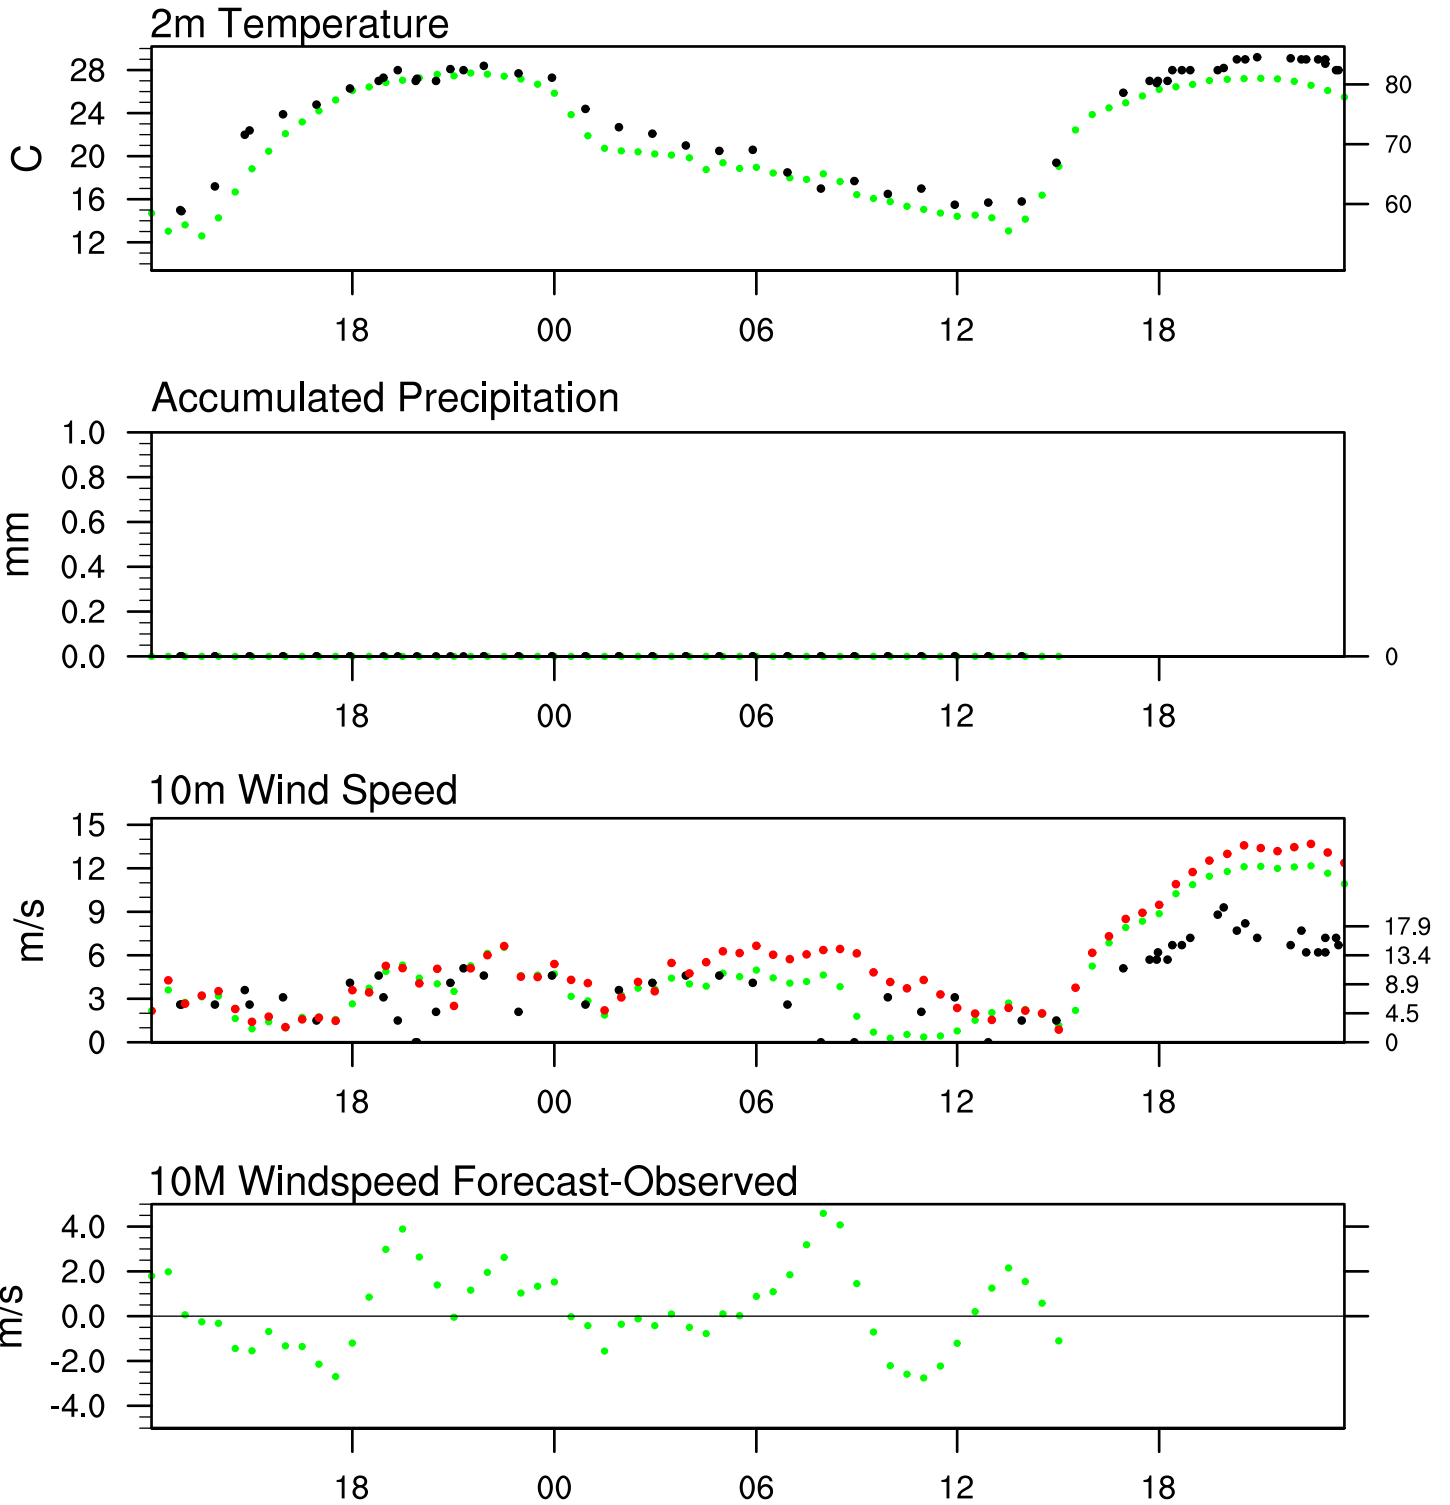 2m Temperature
28
24
20
16
12
C
80
70
60
18 00 06 12 18
Accumulated Precipitation
1.0
0.8
0.6
0.4
0.2
0.0
mm
0
18 00 06 12 18
10m Wind Speed
15
12
9
6
3
0
m/s
17.9
13.4
8.9
4.5
0
18 00 06 12 18
10M Windspeed Forecast-Observed
4.0
2.0
0.0
-2.0
-4.0
m/s
18 00 06 12 18